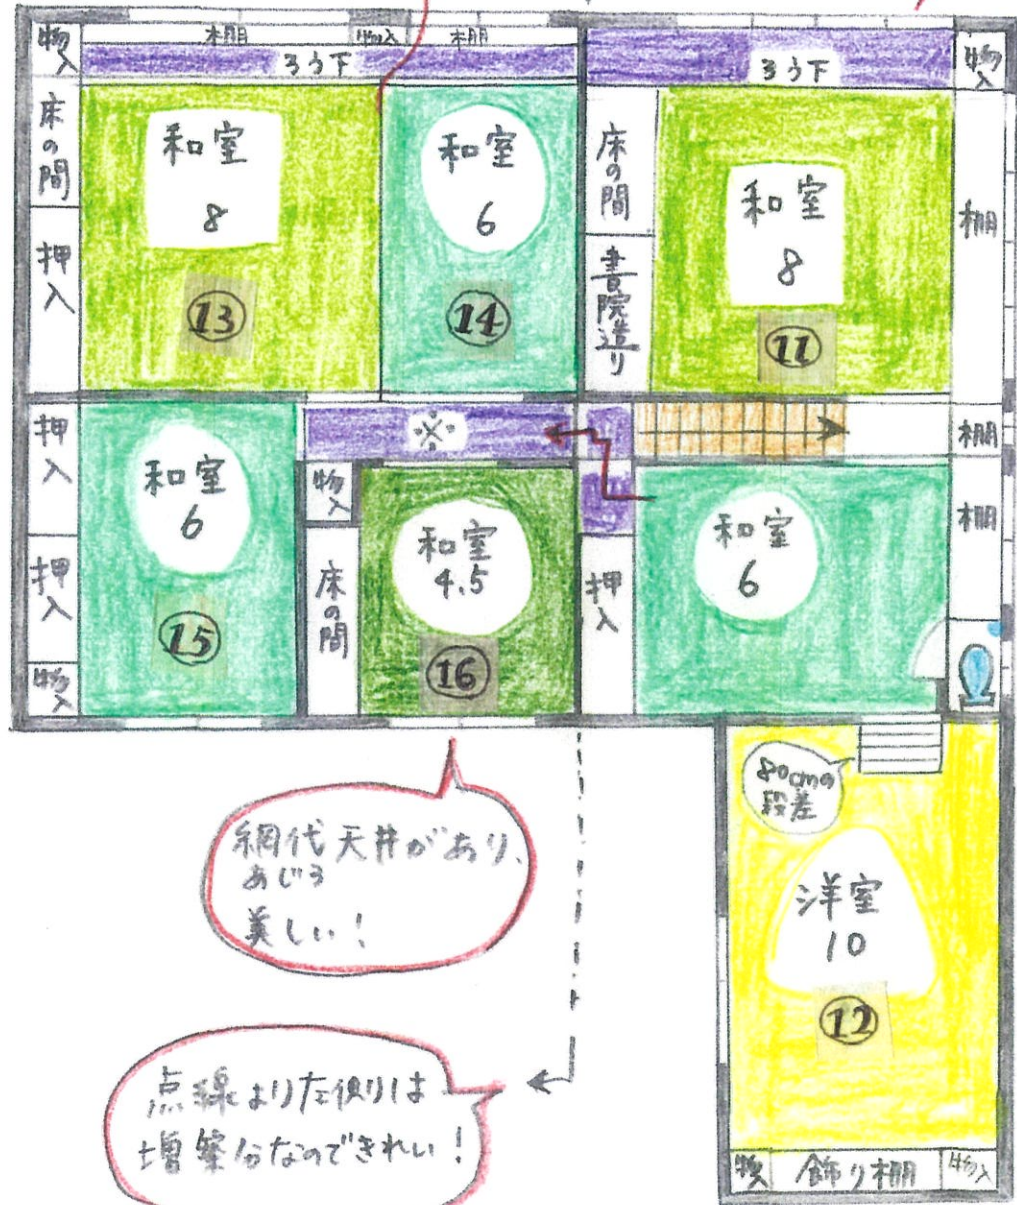 物入
棚
物入
棚
ろう下
ろう下
物入
床の間
和室
8
⑬
和室
6
⑭
床の間
和室
8
⑪
棚
押入
書院造り
押入
※
棚
和室
6
⑮
物入
和室
4.5
⑯
和室
6
棚
押入
床の間
押入
物入
80cmの
段差
網代天井があり、
あじろ
美しい!
洋室
10
⑫
点線より左側は
増築分なのできれい!
物入
飾り棚
物入